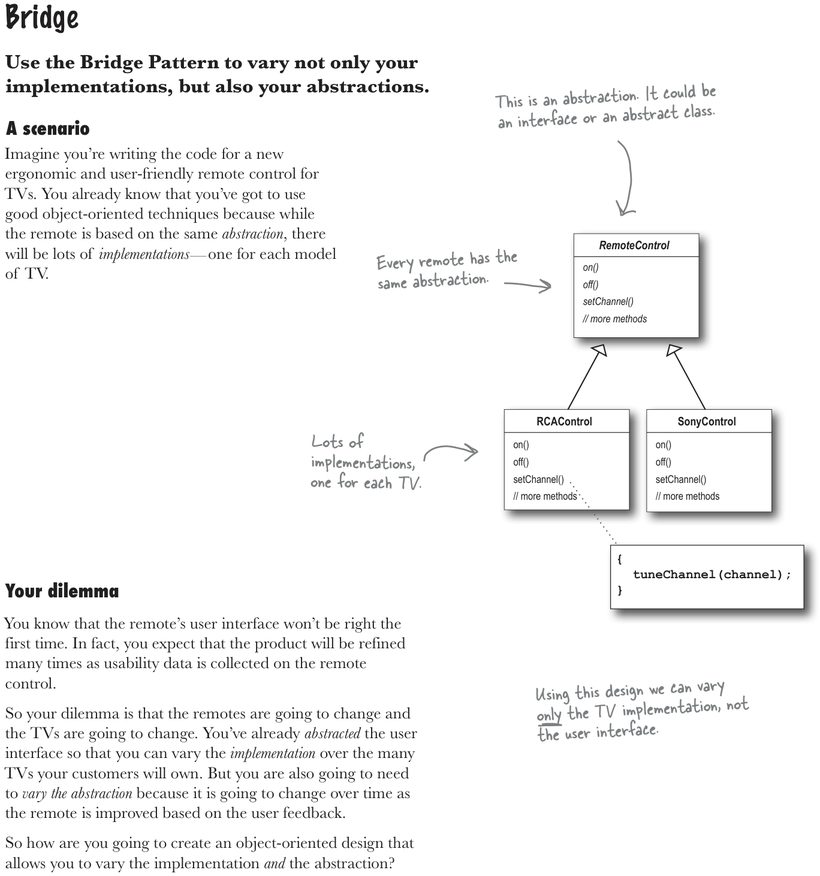 Bridge
Use the Bridge Pattern to vary not only your
implementations, but also your abstractions.
A scenario
Imagine you're writing the code for a new
ergonomic and user-friendly remote control for
TVs. You already know that you've got to use
good object-oriented techniques because while
the remote is based on the same abstraction, there
will be lots of implementations—one for each model
of TV.
This is an abstraction. It could be
an interface or an abstract class.
Every remote has the
same abstraction.
RemoteControl
on()
off()
setChannel()
// more methods
Lots of
implementations,
one for each TV.
RCAControl
on()
off()
setChannel()
// more methods
SonyControl
on()
off()
setChannel()
// more methods
{
tuneChannel(channel);
}
Your dilemma
You know that the remote's user interface won't be right the
first time. In fact, you expect that the product will be refined
many times as usability data is collected on the remote
control.
So your dilemma is that the remotes are going to change and
the TVs are going to change. You've already abstracted the user
interface so that you can vary the implementation over the many
TVs your customers will own. But you are also going to need
to vary the abstraction because it is going to change over time as
the remote is improved based on the user feedback.
So how are you going to create an object-oriented design that
allows you to vary the implementation and the abstraction?
Using this design we can vary
only the TV implementation, not
the user interface.